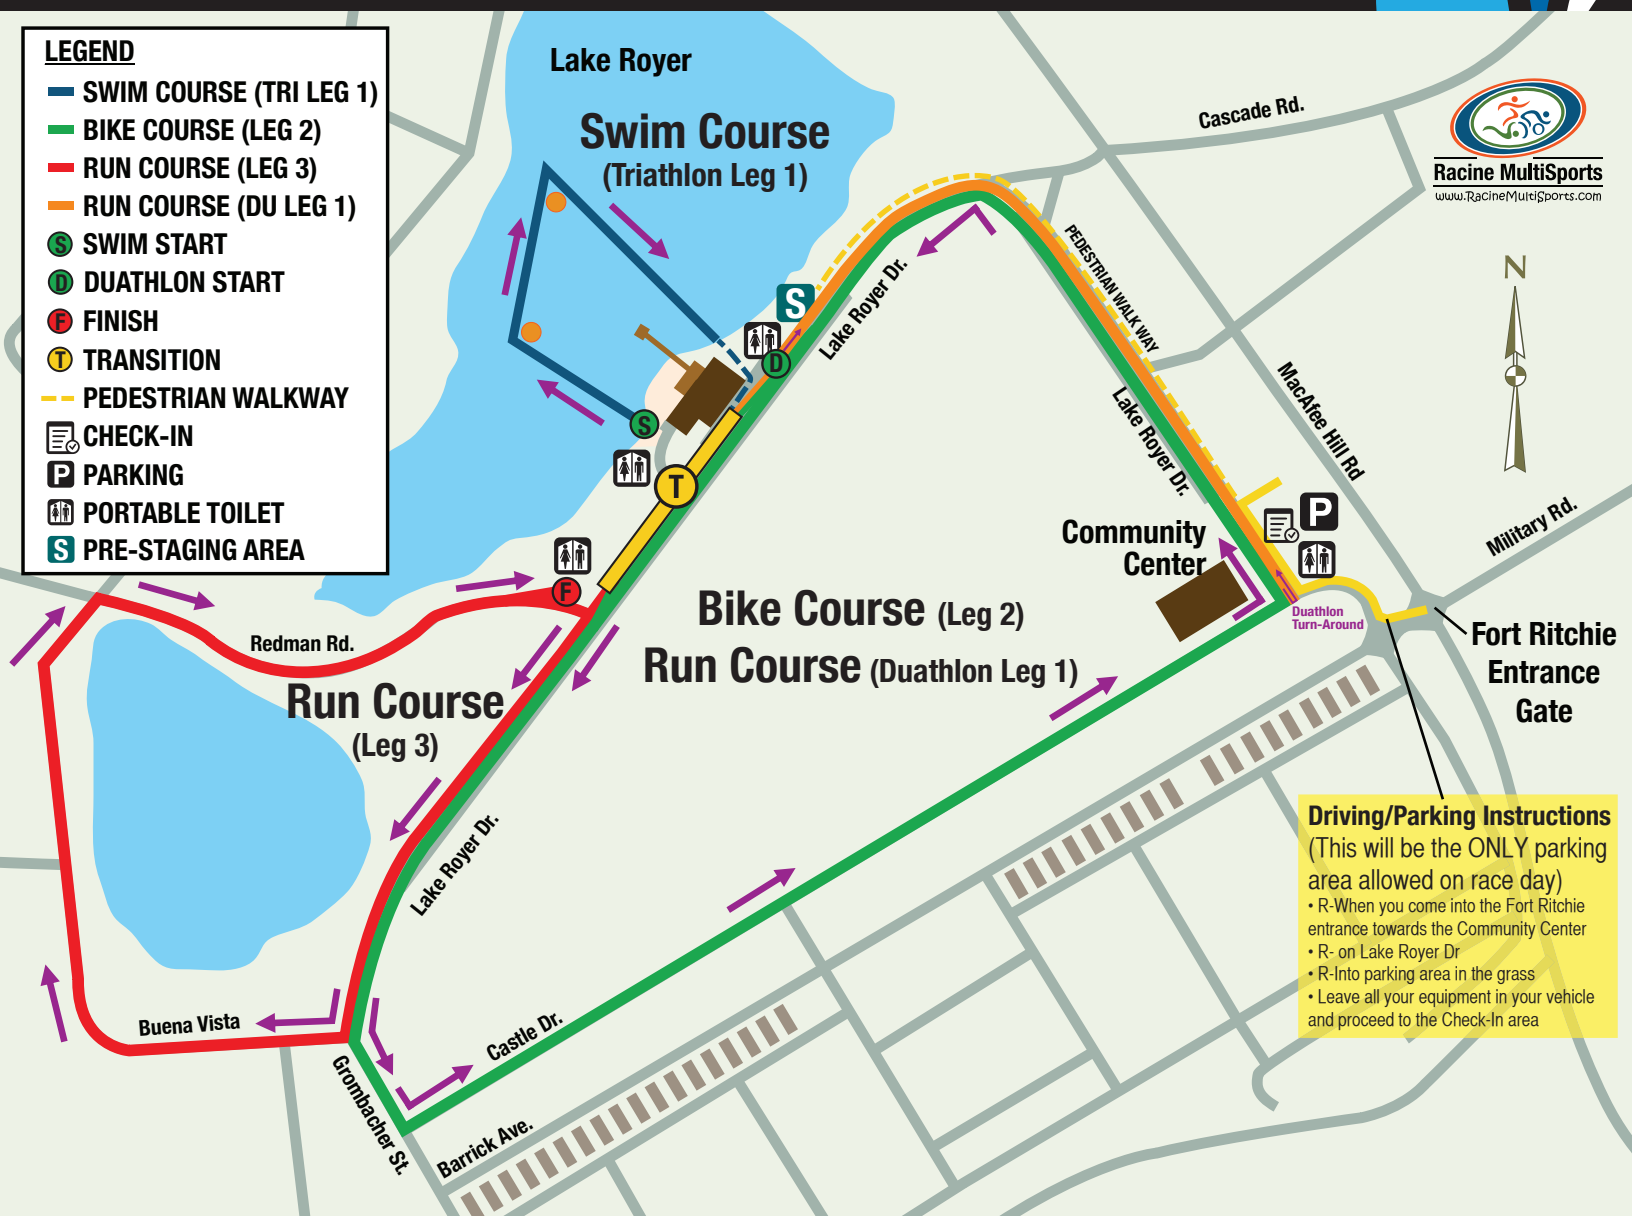 LEGEND
SWIM COURSE (TRI LEG 1)
BIKE COURSE (LEG 2)
RUN COURSE (LEG 3)
RUN COURSE (DU LEG 1)
S SWIM START
D DUATHLON START
F FINISH
T TRANSITION
PEDESTRIAN WALKWAY
CHECK-IN
P PARKING
PORTABLE TOILET
S PRE-STAGING AREA
Lake Royer
Swim Course
(Triathlon Leg 1)
Cascade Rd.
Racine MultiSports
www.RacineMultiSports.com
N
PEDESTRIAN WALK WAY
Lake Royer Dr.
S
D
MacAfee Hill Rd
Lake Royer Dr.
S
T
P
Military Rd.
Community
Center
F
Bike Course (Leg 2)
Run Course (Duathlon Leg 1)
Duathlon
Turn-Around
Fort Ritchie
Entrance
Gate
Redman Rd.
Run Course
(Leg 3)
Lake Royer Dr.
Driving/Parking Instructions
(This will be the ONLY parking
area allowed on race day)
• R-When you come into the Fort Ritchie
entrance towards the Community Center
• R- on Lake Royer Dr
• R-Into parking area in the grass
• Leave all your equipment in your vehicle
and proceed to the Check-In area
Buena Vista
Castle Dr.
Grombacher St.
Barrick Ave.